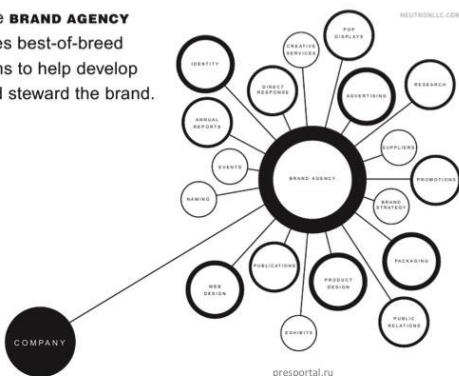 e BRAND AGENCY
es best-of-breed
ns to help develop
d steward the brand.
NEUTRONLLC.COM
POP
DISPLAYS
CREATIVE
SERVICES
IDENTITY
DIRECT
RESPONSE
ADVERTISING
RESEARCH
ANNUAL
REPORTS
SUPPLIERS
EVENTS
BRAND AGENCY
PROMOTIONS
NAMING
BRAND
STRATEGY
PUBLICATIONS
PACKAGING
WEB
DESIGN
PRODUCT
DESIGN
PUBLIC
RELATIONS
EXHIBITS
COMPANY
presportal.ru